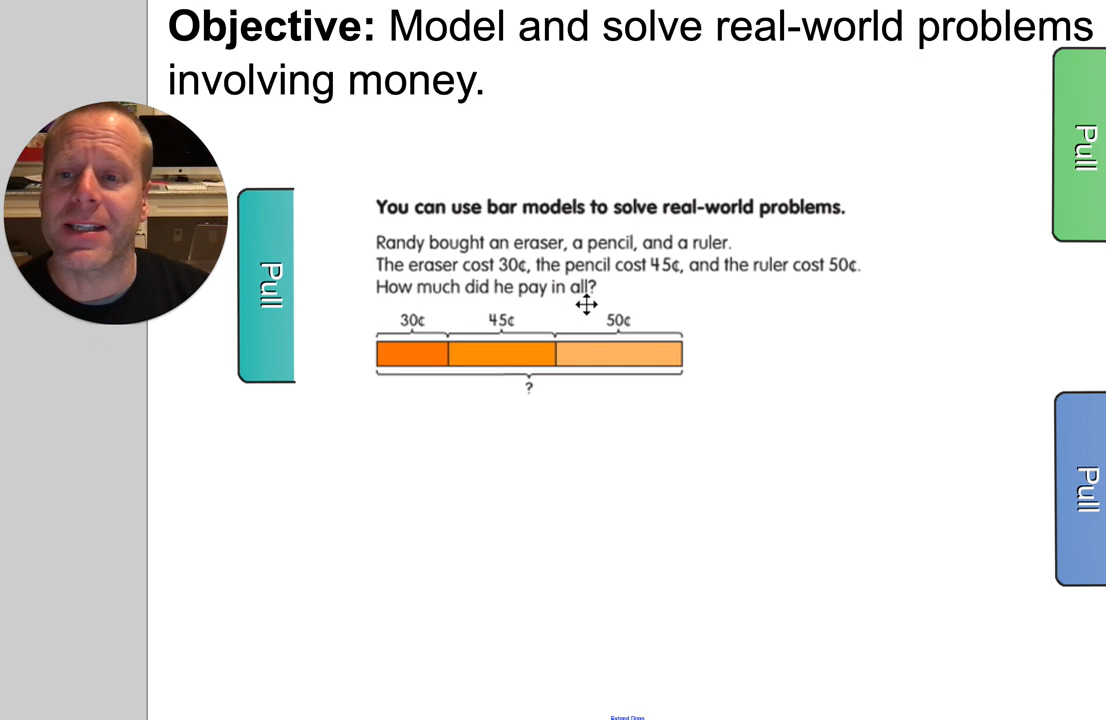 Objective: Model and solve real-world problems
involving money.
Pull
Pull
You can use bar models to solve real-world problems.
Randy bought an eraser, a pencil, and a ruler.
The eraser cost 30¢, the pencil cost 45¢, and the ruler cost 50¢.
How much did he pay in all?
30¢ 45¢ 50¢
?
Pull
Extend Page